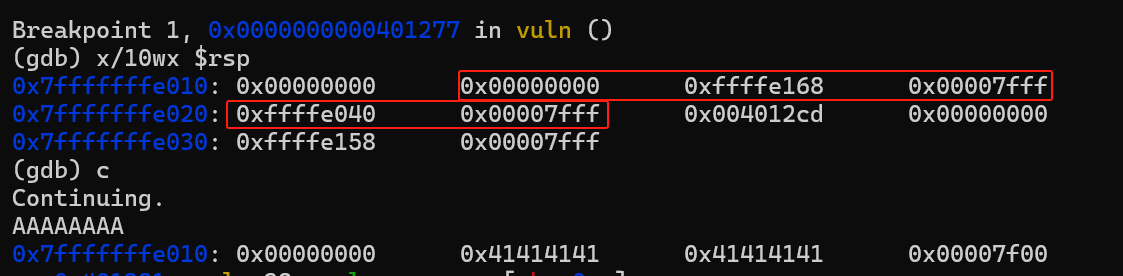 Breakpoint 1, 0x0000000000401277 in vuln ()
(gdb) x/10wx $rsp
0x7fffffffe010: 0x00000000 0x00000000 0xffffe168 0x00007fff
0x7fffffffe020: 0xffffe040 0x00007fff 0x004012cd 0x00000000
0x7fffffffe030: 0xffffe158 0x00007fff
(gdb) c
Continuing.
AAAAAAAA
0x7fffffffe010: 0x00000000 0x41414141 0x41414141 0x00007f00